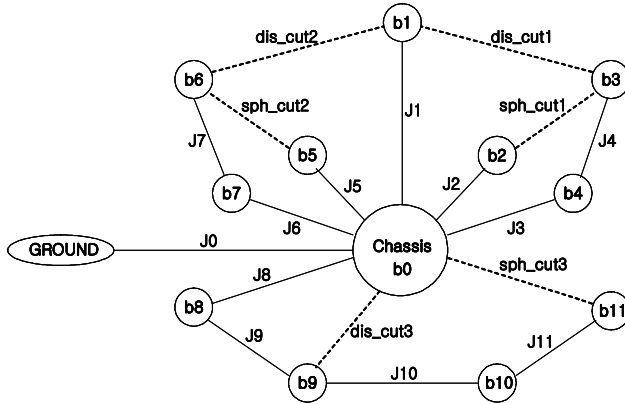 b1
dis_cut2
dis_cut1
b6
b3
sph_cut2
sph_cut1
J1
J7
J4
b5
b2
J5
J2
b7
b4
J6
J3
GROUND
J0
Chassis
b0
J8
sph_cut3
b8
b11
dis_cut3
J9
J11
J10
b9
b10